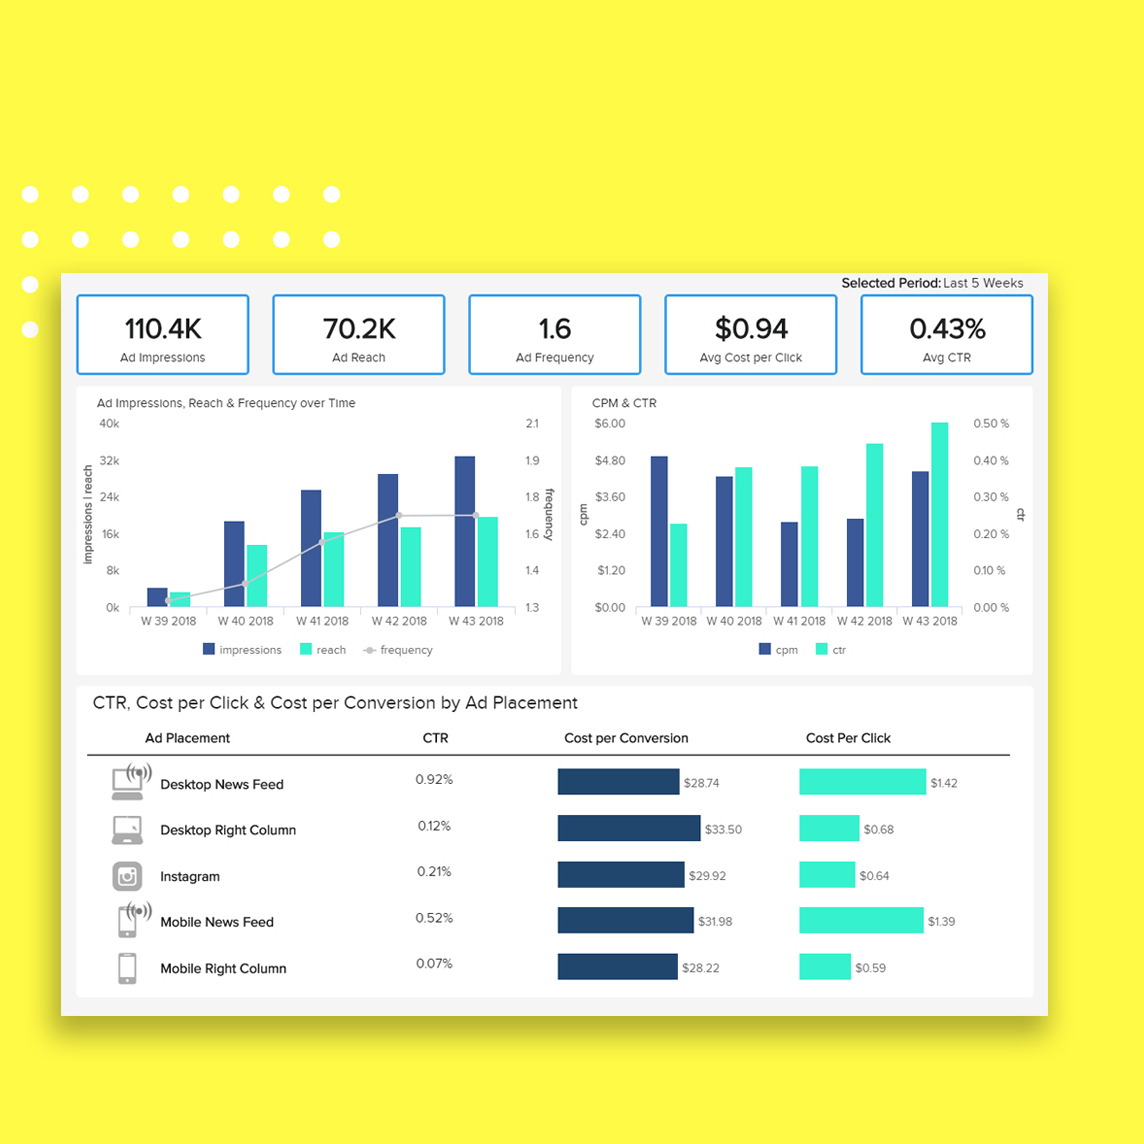 Selected Period: Last 5 Weeks
110.4K
Ad Impressions
70.2K
Ad Reach
1.6
Ad Frequency
$0.94
Avg Cost per Click
0.43%
Avg CTR
Ad Impressions, Reach & Frequency over Time
40k
32k
24k
16k
8k
0k
impressions | reach
2.1
1.9
1.8
1.6
1.4
1.3
frequency
W 39 2018 W 40 2018 W 41 2018 W 42 2018 W 43 2018
impressions reach frequency
CPM & CTR
$6.00
$4.80
$3.60
$2.40
$1.20
$0.00
cpm
0.50 %
0.40 %
0.30 %
0.20 %
0.10 %
0.00 %
ctr
W 39 2018 W 40 2018 W 41 2018 W 42 2018 W 43 2018
cpm ctr
CTR, Cost per Click & Cost per Conversion by Ad Placement
Ad Placement CTR Cost per Conversion Cost Per Click
Desktop News Feed 0.92% $28.74 $1.42
Desktop Right Column 0.12% $33.50 $0.68
Instagram 0.21% $29.92 $0.64
Mobile News Feed 0.52% $31.98 $1.39
Mobile Right Column 0.07% $28.22 $0.59